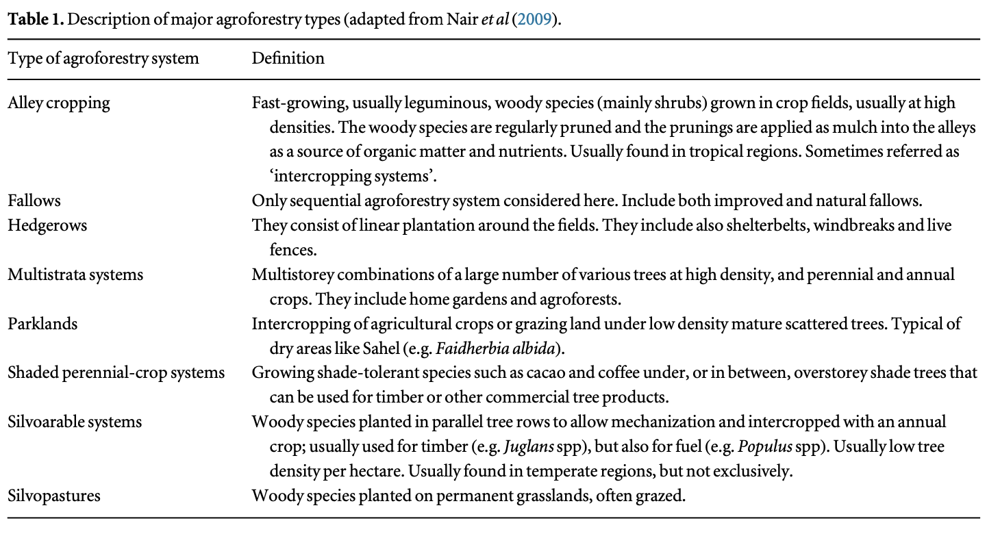 Table 1. Description of major agroforestry types (adapted from Nair et al (2009).
Type of agroforestry system Definition
Alley cropping Fast-growing, usually leguminous, woody species (mainly shrubs) grown in crop fields, usually at high
densities. The woody species are regularly pruned and the prunings are applied as mulch into the alleys
as a source of organic matter and nutrients. Usually found in tropical regions. Sometimes referred as
‘intercropping systems’.
Fallows Only sequential agroforestry system considered here. Include both improved and natural fallows.
Hedgerows They consist of linear plantation around the fields. They include also shelterbelts, windbreaks and live
fences.
Multistrata systems Multistorey combinations of a large number of various trees at high density, and perennial and annual
crops. They include home gardens and agroforests.
Parklands Intercropping of agricultural crops or grazing land under low density mature scattered trees. Typical of
dry areas like Sahel (e.g. Faidherbia albida).
Shaded perennial-crop systems Growing shade-tolerant species such as cacao and coffee under, or in between, overstorey shade trees that
can be used for timber or other commercial tree products.
Silvoarable systems Woody species planted in parallel tree rows to allow mechanization and intercropped with an annual
crop; usually used for timber (e.g. Juglans spp), but also for fuel (e.g. Populus spp). Usually low tree
density per hectare. Usually found in temperate regions, but not exclusively.
Silvopastures Woody species planted on permanent grasslands, often grazed.